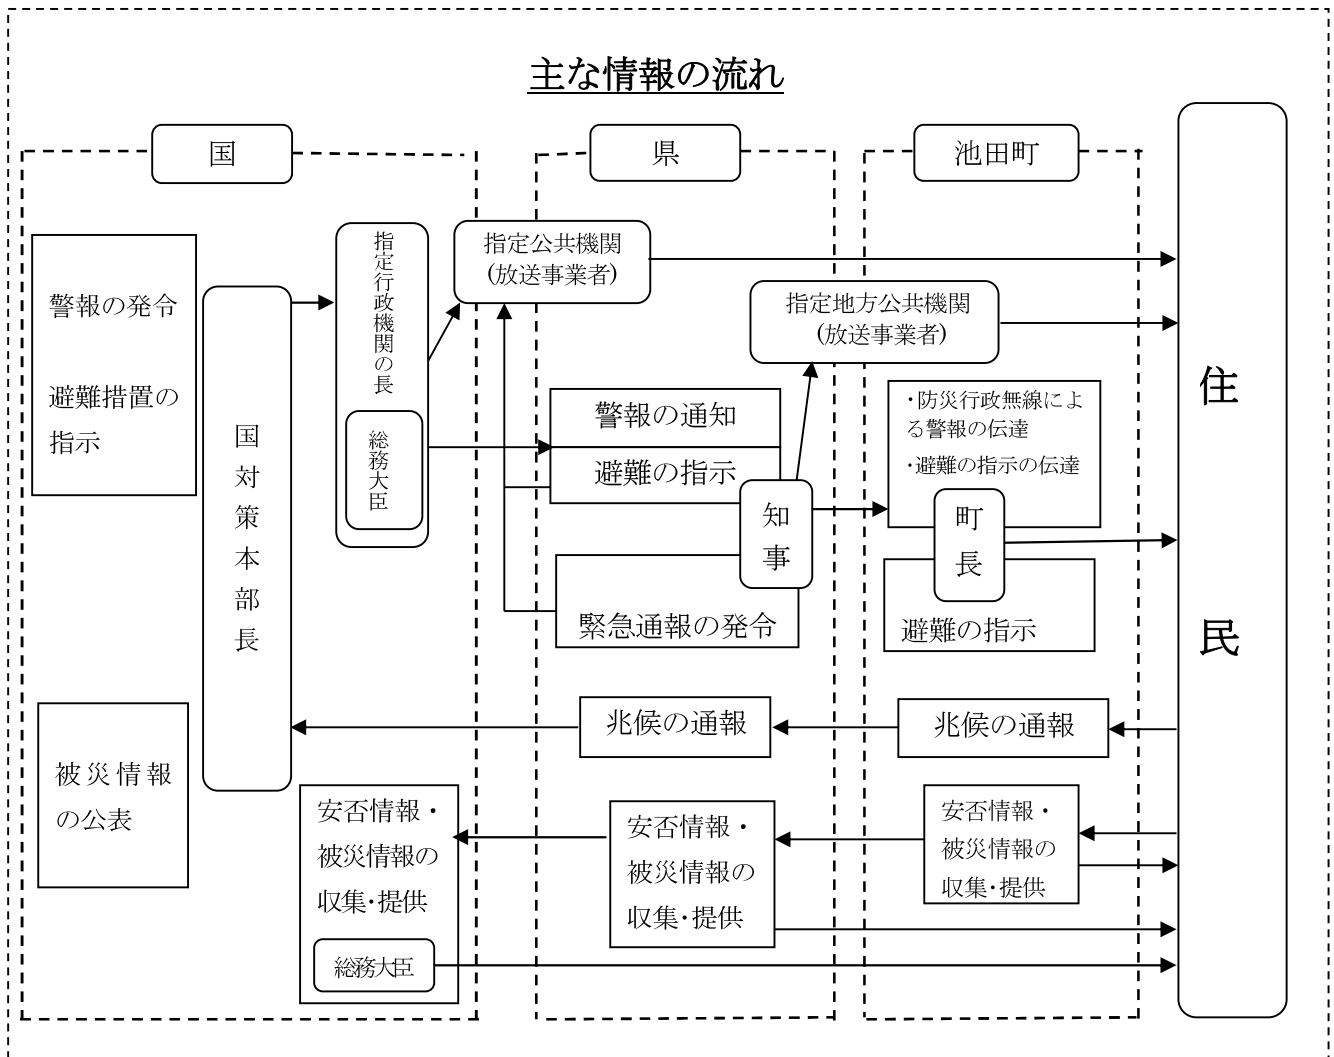 主な情報の流れ
国
県
池田町
警報の発令
避難措置の
指示
国対策本部長
指定行政機関の長
総務大臣
指定公共機関
(放送事業者)
指定地方公共機関
(放送事業者)
警報の通知
避難の指示
知事
緊急通報の発令
・防災行政無線によ
る警報の伝達
・避難の指示の伝達
町長
避難の指示
住民
兆候の通報
兆候の通報
被災情報
の公表
安否情報・
被災情報の
収集・提供
総務大臣
安否情報・
被災情報の
収集・提供
安否情報・
被災情報の
収集・提供